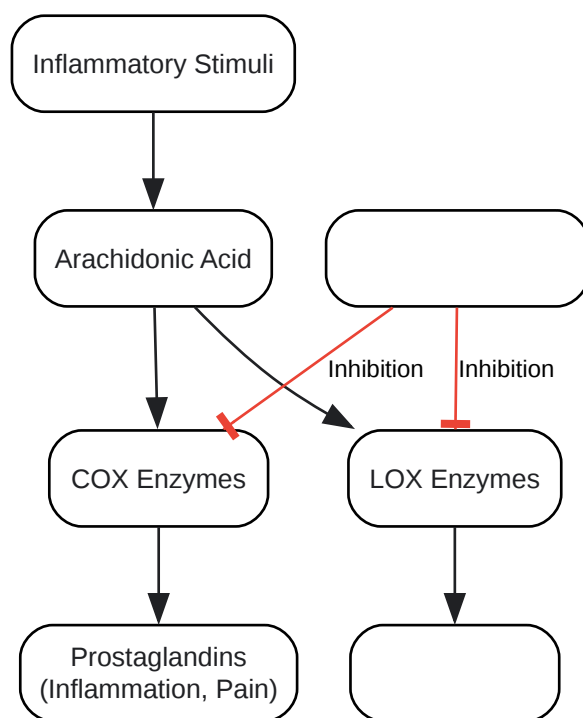 Inflammatory Stimuli
Arachidonic Acid
Inhibition
Inhibition
COX Enzymes
LOX Enzymes
Prostaglandins
(Inflammation, Pain)